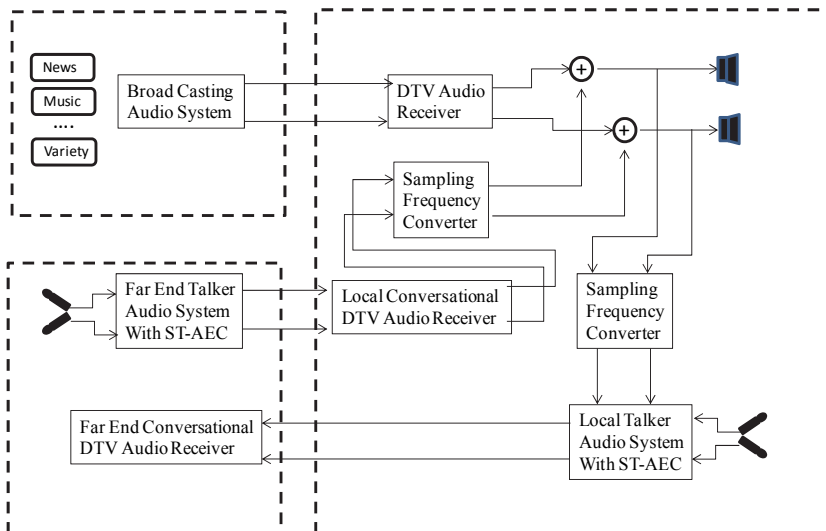 News
Music
....
Variety
Broad Casting
Audio System
DTV Audio
Receiver
+
+
Sampling
Frequency
Converter
Far End Talker
Audio System
With ST-AEC
Local Conversational
DTV Audio Receiver
Sampling
Frequency
Converter
Far End Conversational
DTV Audio Receiver
Local Talker
Audio System
With ST-AEC